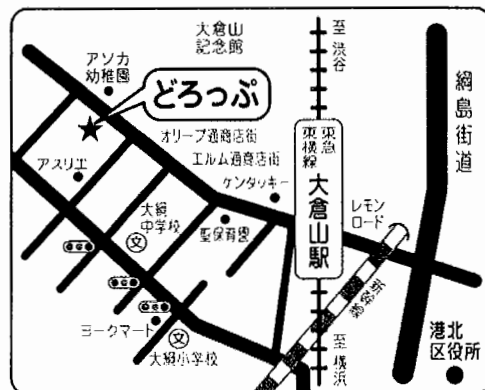 アソカ
幼稚園
大倉山
記念館
至
渋谷
綱島街道
どろっぷ
オリーブ通商店街
エルム通商店街
ケンタッキー
東急
東横線
大倉山駅
レモン
ロード
アスリエ
大綱
中学校
文
聖保育園
新幹線
ヨークマート
文
大綱小学校
至
横浜
港北
区役所